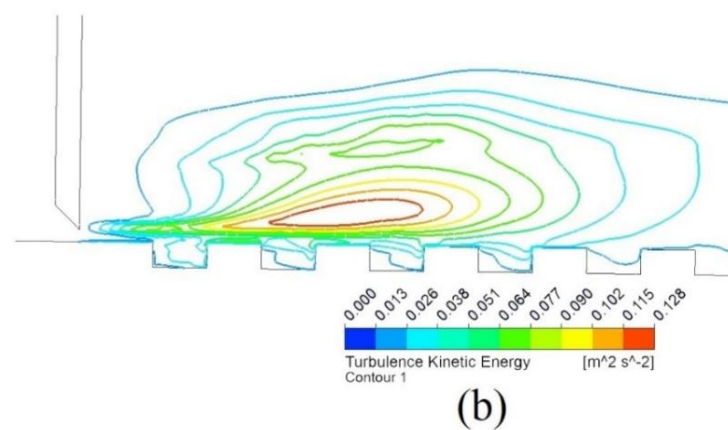 0.000 0.013 0.026 0.038 0.051 0.064 0.077 0.090 0.102 0.115 0.128
Turbulence Kinetic Energy [m^2 s^-2]
Contour 1
(b)